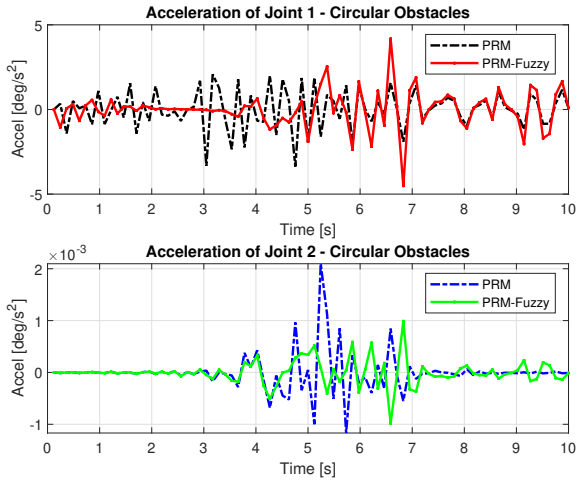 Acceleration of Joint 1 - Circular Obstacles
5
0
-5
Accel [deg/s²]
PRM
PRM-Fuzzy
0 1 2 3 4 5 6 7 8 9 10
Time [s]
Acceleration of Joint 2 - Circular Obstacles
×10⁻³
2
1
0
-1
Accel [deg/s²]
PRM
PRM-Fuzzy
0 1 2 3 4 5 6 7 8 9 10
Time [s]